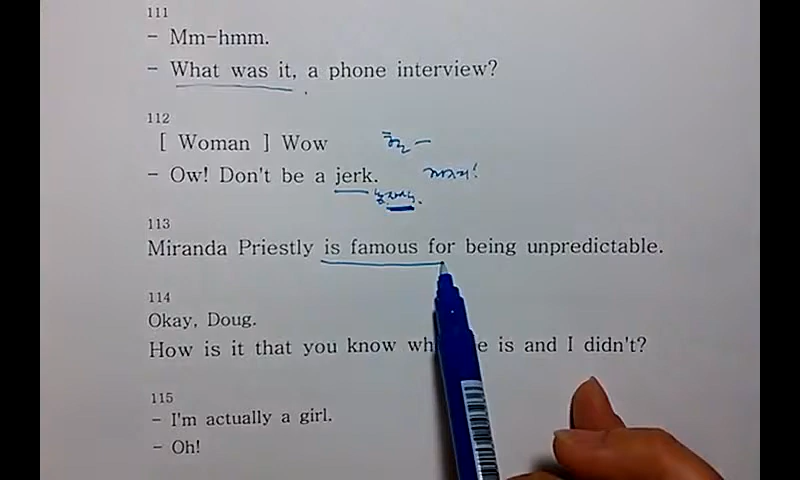 111
- Mm-hmm.
- What was it, a phone interview?
112
[ Woman ] Wow
- Ow! Don't be a jerk.
113
Miranda Priestly is famous for being unpredictable.
114
Okay, Doug.
How is it that you know is and I didn't?
115
- I'm actually a girl.
- Oh!